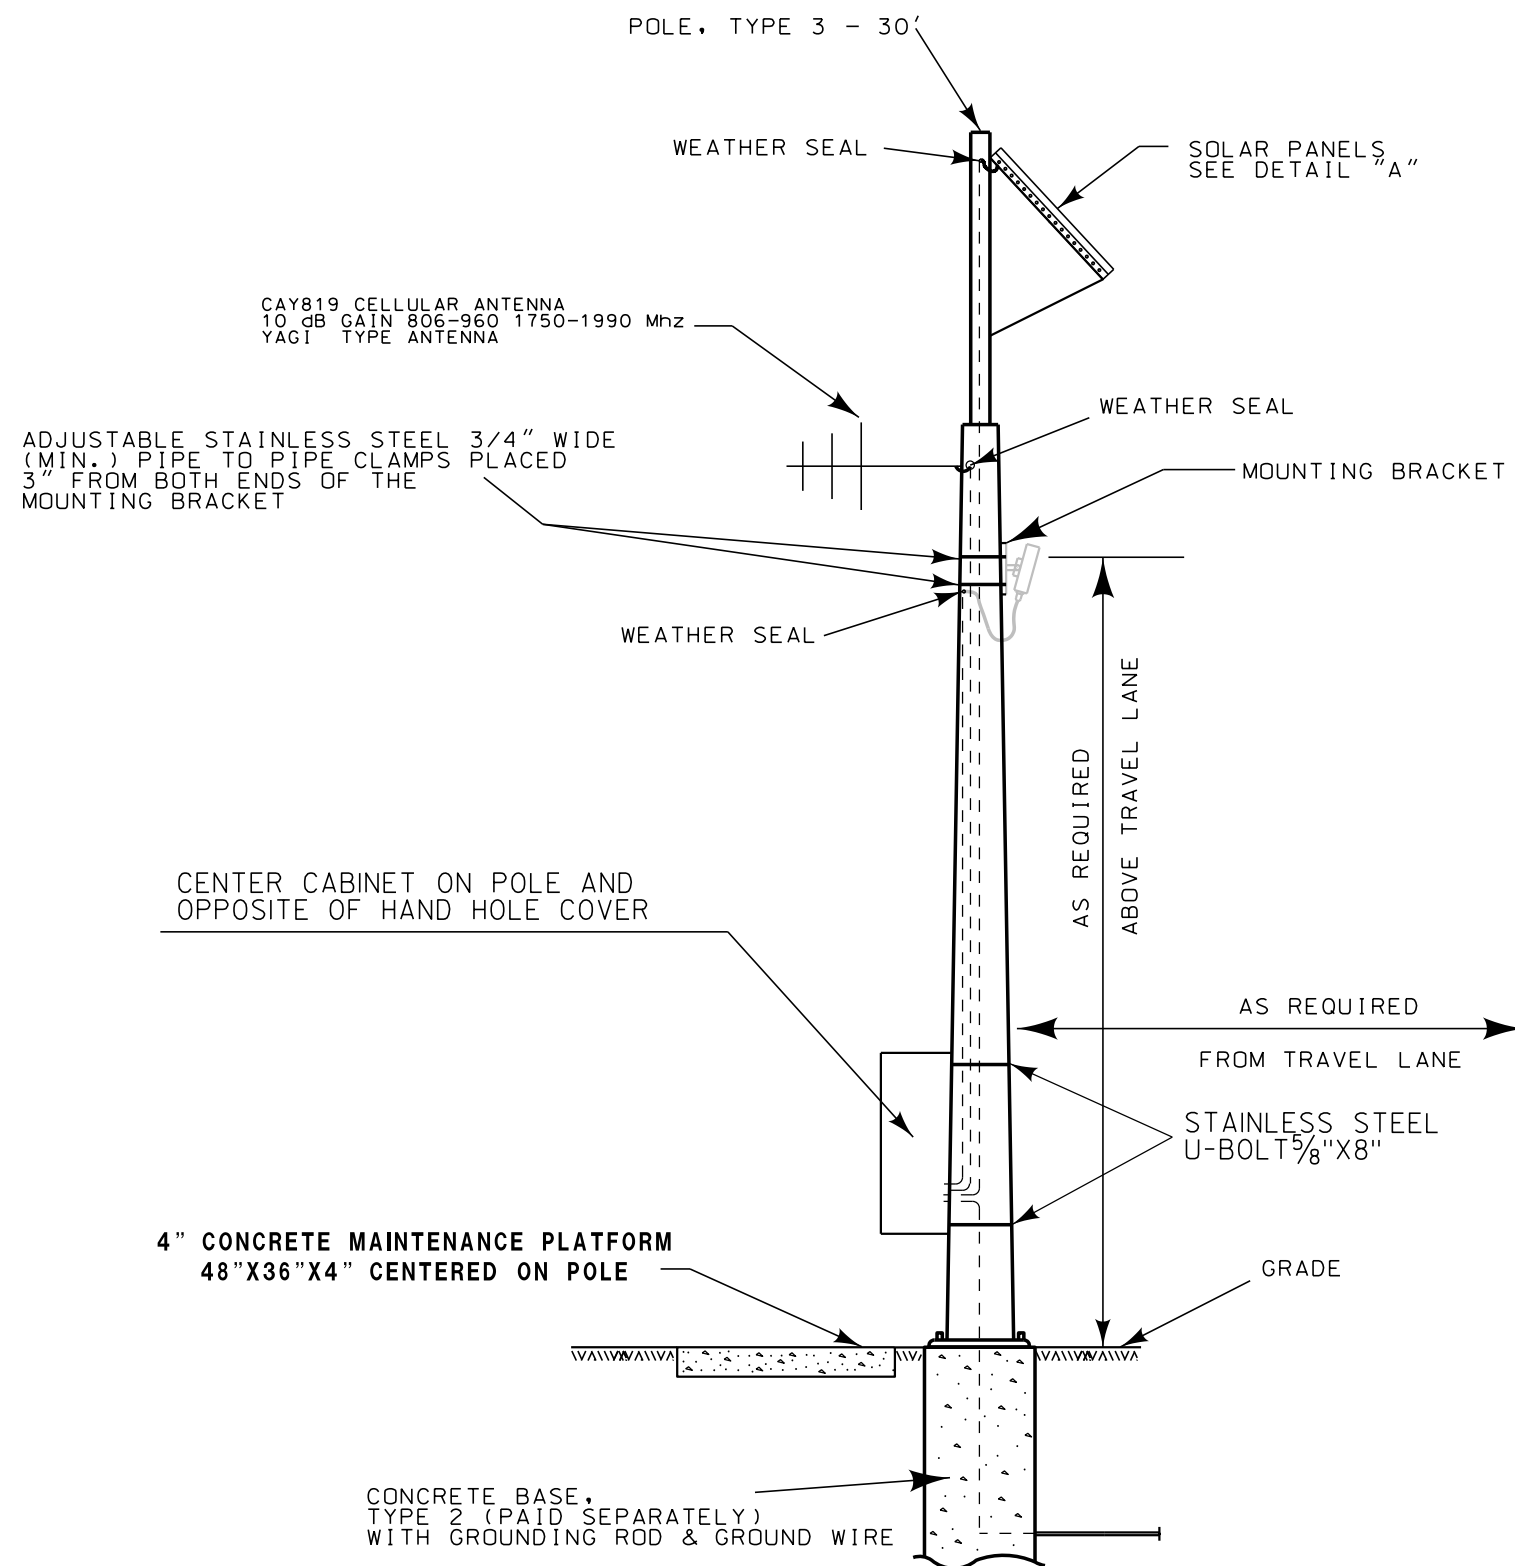 POLE, TYPE 3 - 30'
WEATHER SEAL
SOLAR PANELS
SEE DETAIL "A"
CAY819 CELLULAR ANTENNA
10 dB GAIN 806-960 1750-1990 Mhz
YAGI TYPE ANTENNA
WEATHER SEAL
ADJUSTABLE STAINLESS STEEL 3/4" WIDE
(MIN.) PIPE TO PIPE CLAMPS PLACED
3" FROM BOTH ENDS OF THE
MOUNTING BRACKET
MOUNTING BRACKET
WEATHER SEAL
AS REQUIRED
ABOVE TRAVEL LANE
CENTER CABINET ON POLE AND
OPPOSITE OF HAND HOLE COVER
AS REQUIRED
FROM TRAVEL LANE
STAINLESS STEEL
U-BOLT 5/8"X8"
4" CONCRETE MAINTENANCE PLATFORM
48"X36"X4" CENTERED ON POLE
GRADE
CONCRETE BASE,
TYPE 2 (PAID SEPARATELY)
WITH GROUNDING ROD & GROUND WIRE